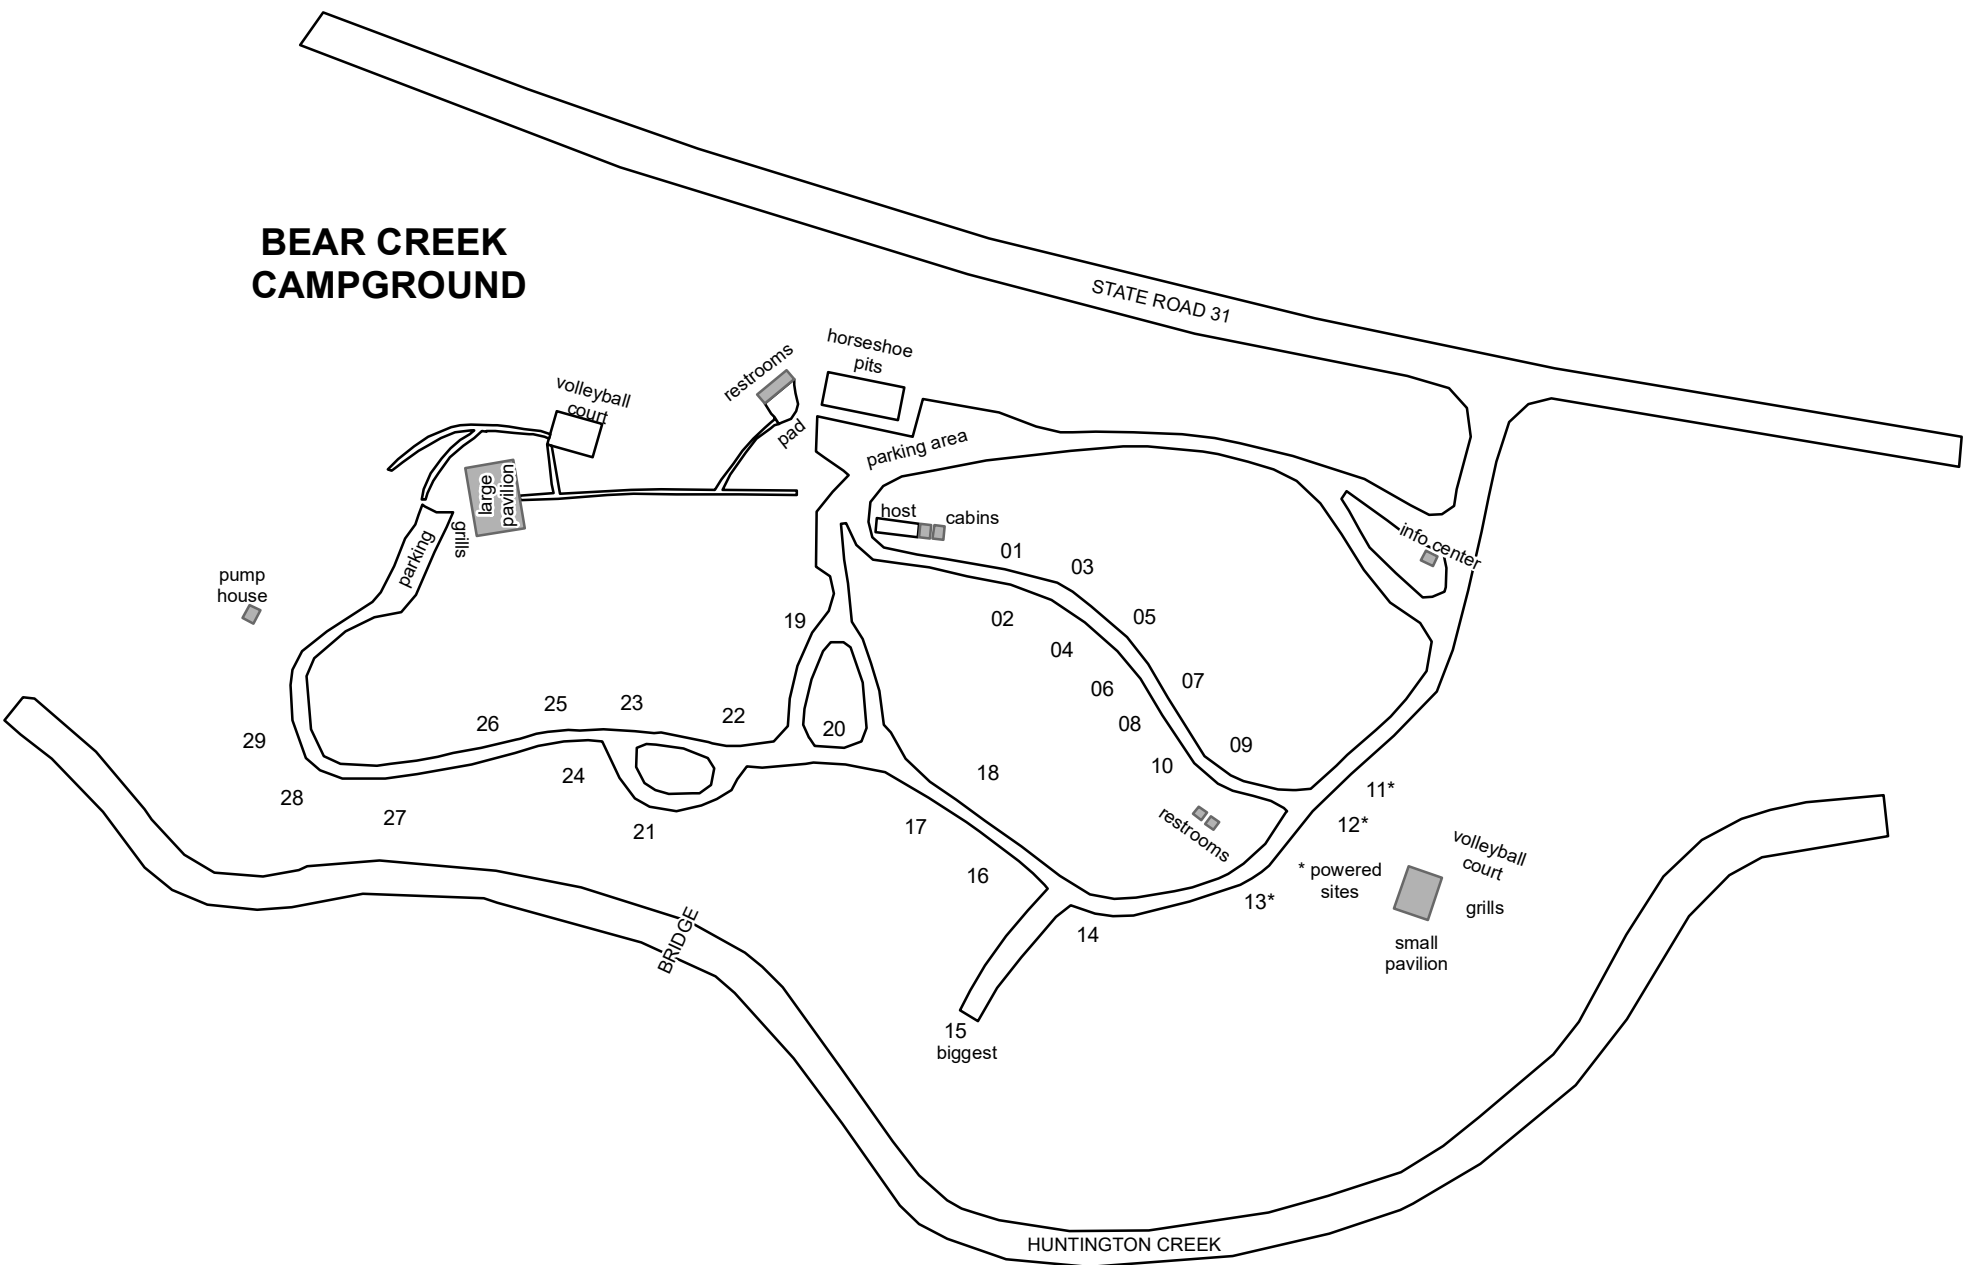 BEAR CREEK
CAMPGROUND
STATE ROAD 31
horseshoe
pits
restrooms
volleyball
court
pad
parking area
large
pavilion
grills
parking
host
cabins
info center
pump
house
01
03
02
05
04
19
06
07
08
09
10
25
23
22
26
20
29
24
18
11*
28
27
21
17
12*
restrooms
volleyball
court
* powered
sites
16
13*
grills
14
small
pavilion
BRIDGE
15
biggest
HUNTINGTON CREEK